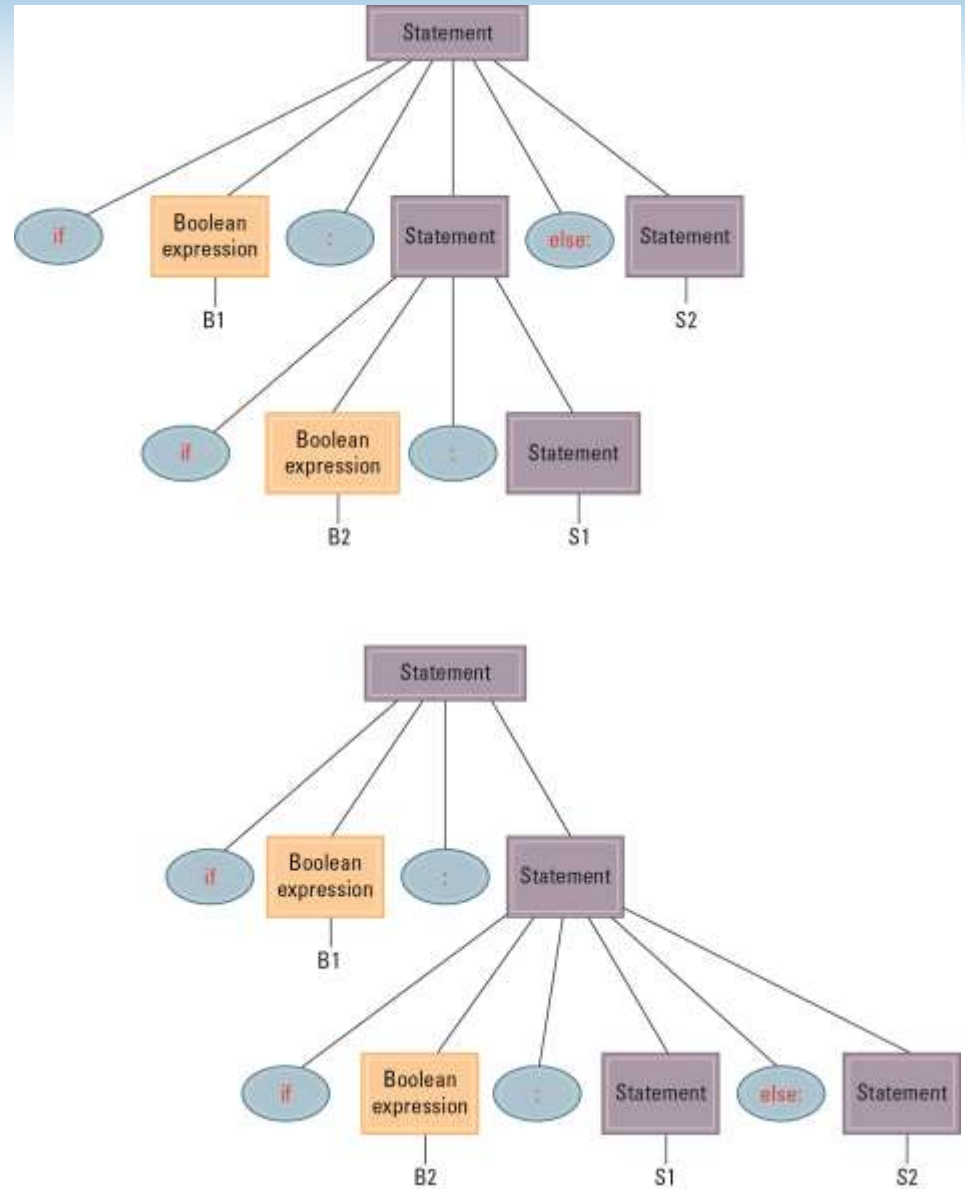 Statement
if
Boolean
expression
:
Statement
else:
Statement
B1
S2
if
Boolean
expression
:
Statement
B2
S1
Statement
if
Boolean
expression
:
Statement
B1
if
Boolean
expression
:
Statement
else:
Statement
B2
S1
S2